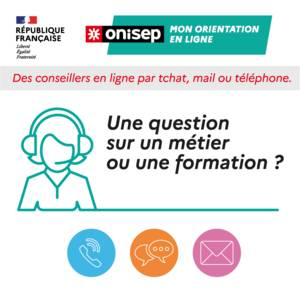 RÉPUBLIQUE
FRANÇAISE
Liberté
Égalité
Fraternité
onisep
MON ORIENTATION
EN LIGNE
Des conseillers en ligne par tchat, mail ou téléphone.
Une question
sur un métier
ou une formation ?